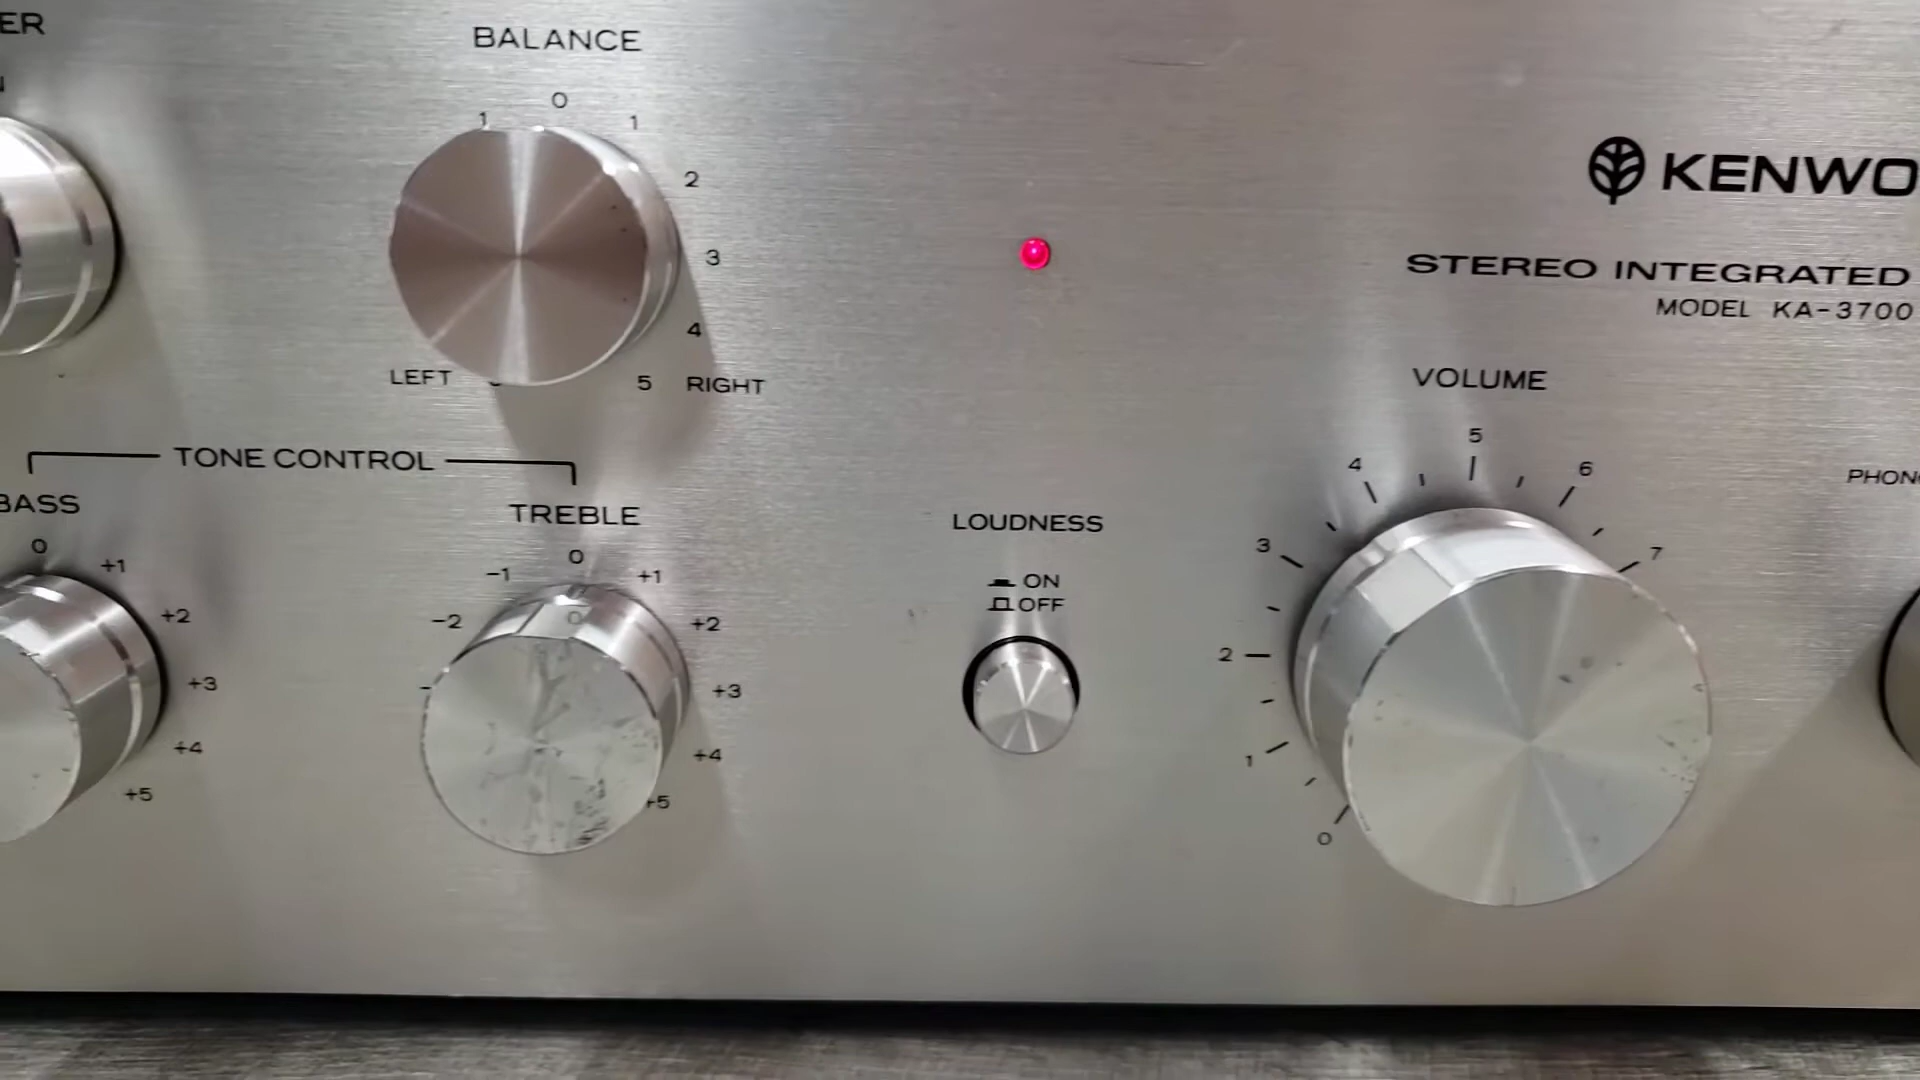 ER
BALANCE
1 0 1
2
3
4
LEFT 5 RIGHT
KENWO
STEREO INTEGRATED
MODEL KA-3700
TONE CONTROL
BASS
0 +1
+2
+3
+4
+5
TREBLE
-2 -1 0 +1 +2
0
+3
+4
+5
LOUDNESS
ON
OFF
VOLUME
0 1 2 3 4 5 6 7
PHON